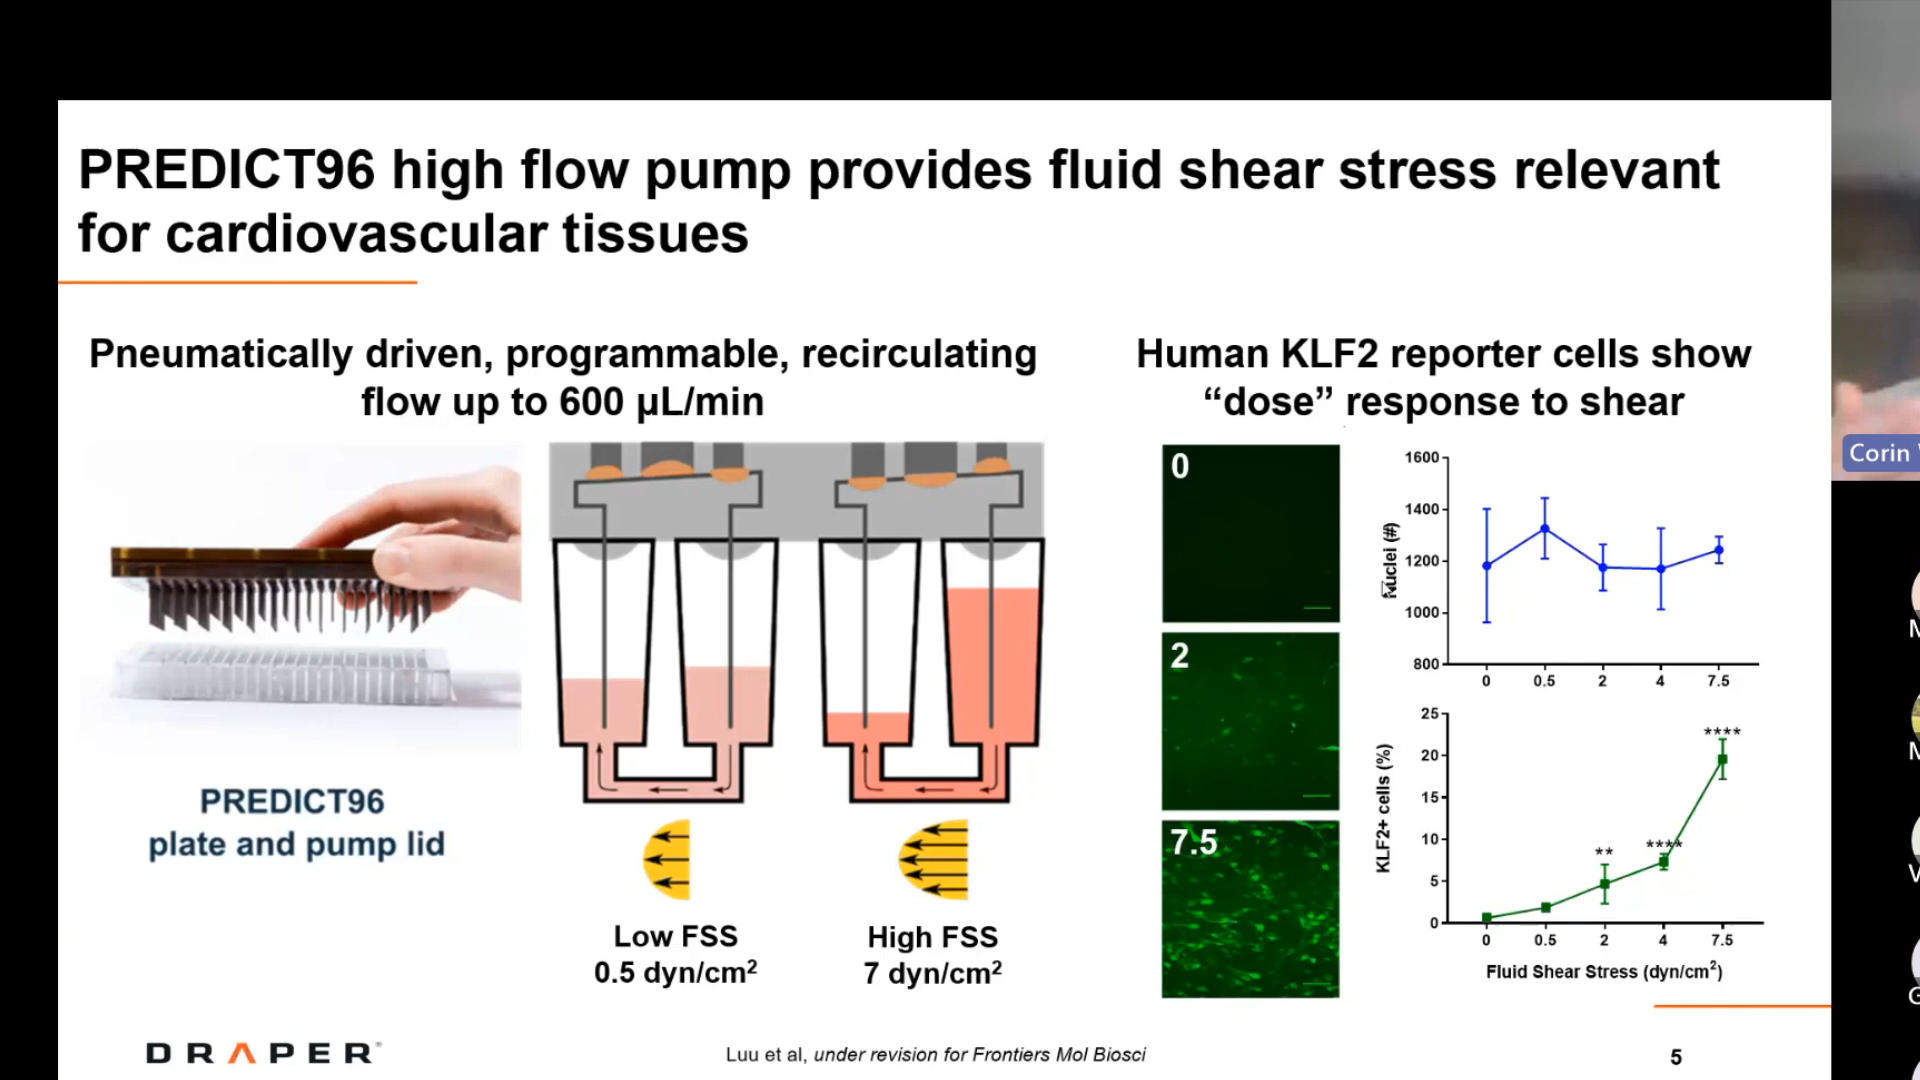 PREDICT96 high flow pump provides fluid shear stress relevant
for cardiovascular tissues
Pneumatically driven, programmable, recirculating
flow up to 600 µL/min
PREDICT96
plate and pump lid
Low FSS
0.5 dyn/cm²
High FSS
7 dyn/cm²
Human KLF2 reporter cells show
“dose” response to shear
0
2
7.5
Nuclei (#)
1600
1400
1200
1000
800
0 0.5 2 4 7.5
KLF2+ cells (%)
25
20
15
10
5
0
** **** ****
0 0.5 2 4 7.5
Fluid Shear Stress (dyn/cm²)
DRAPER
Luu et al, under revision for Frontiers Mol Biosci
5
Corin